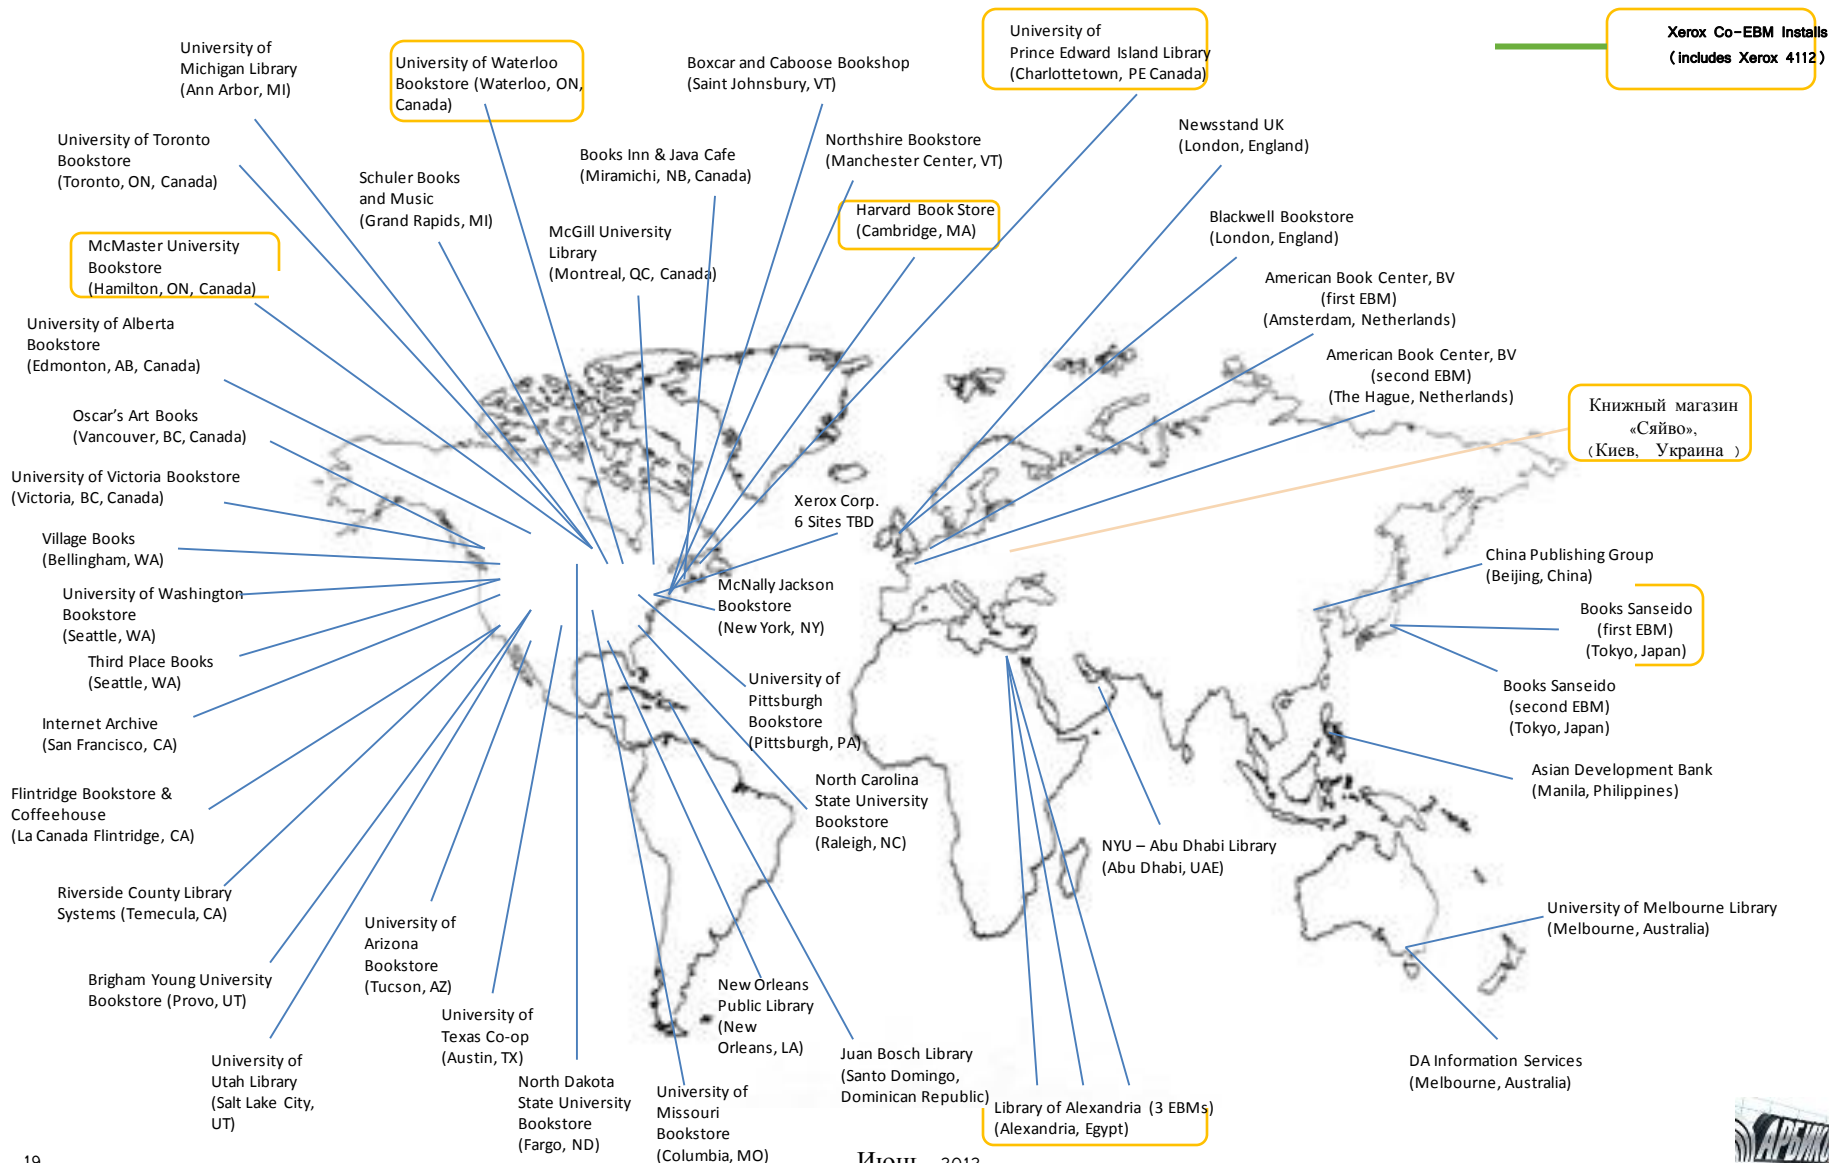 University of
Michigan Library
(Ann Arbor, MI)
University of Waterloo
Bookstore (Waterloo, ON,
Canada)
Boxcar and Caboose Bookshop
(Saint Johnsbury, VT)
University of
Prince Edward Island Library
(Charlottetown, PE Canada)
Xerox Co-EBM Installs
(includes Xerox 4112)
University of Toronto
Bookstore
(Toronto, ON, Canada)
Schuler Books
and Music
(Grand Rapids, MI)
Books Inn & Java Cafe
(Miramichi, NB, Canada)
Northshire Bookstore
(Manchester Center, VT)
Newsstand UK
(London, England)
McMaster University
Bookstore
(Hamilton, ON, Canada)
McGill University
Library
(Montreal, QC, Canada)
Harvard Book Store
(Cambridge, MA)
Blackwell Bookstore
(London, England)
American Book Center, BV
(first EBM)
(Amsterdam, Netherlands)
University of Alberta
Bookstore
(Edmonton, AB, Canada)
American Book Center, BV
(second EBM)
(The Hague, Netherlands)
Книжный магазин
«Сяйво»,
(Киев, Украина )
Oscar’s Art Books
(Vancouver, BC, Canada)
University of Victoria Bookstore
(Victoria, BC, Canada)
Xerox Corp.
6 Sites TBD
Village Books
(Bellingham, WA)
China Publishing Group
(Beijing, China)
University of Washington
Bookstore
(Seattle, WA)
McNally Jackson
Bookstore
(New York, NY)
Books Sanseido
(first EBM)
(Tokyo, Japan)
Third Place Books
(Seattle, WA)
University of
Pittsburgh
Bookstore
(Pittsburgh, PA)
Books Sanseido
(second EBM)
(Tokyo, Japan)
Internet Archive
(San Francisco, CA)
Asian Development Bank
(Manila, Philippines)
Flintridge Bookstore &
Coffeehouse
(La Canada Flintridge, CA)
North Carolina
State University
Bookstore
(Raleigh, NC)
NYU – Abu Dhabi Library
(Abu Dhabi, UAE)
Riverside County Library
Systems (Temecula, CA)
University of
Arizona
Bookstore
(Tucson, AZ)
University of Melbourne Library
(Melbourne, Australia)
Brigham Young University
Bookstore (Provo, UT)
University of
Texas Co-op
(Austin, TX)
New Orleans
Public Library
(New
Orleans, LA)
University of
Utah Library
(Salt Lake City,
UT)
North Dakota
State University
Bookstore
(Fargo, ND)
University of
Missouri
Bookstore
(Columbia, MO)
Juan Bosch Library
(Santo Domingo,
Dominican Republic)
Library of Alexandria (3 EBMs)
(Alexandria, Egypt)
DA Information Services
(Melbourne, Australia)
19
Июнь 2012